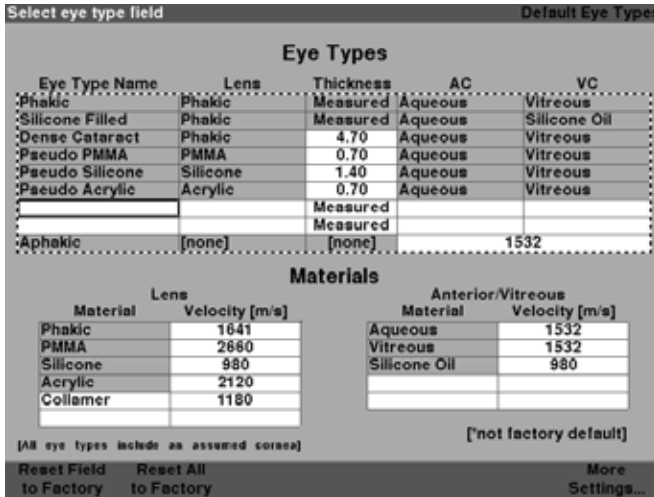 Select eye type field Default Eye Types
Eye Types
Eye Type Name Lens Thickness AC VC
Phakic Phakic Measured Aqueous Vitreous
Silicone Filled Phakic Measured Aqueous Silicone Oil
Dense Cataract Phakic 4.70 Aqueous Vitreous
Pseudo PMMA PMMA 0.70 Aqueous Vitreous
Pseudo Silicone Silicone 1.40 Aqueous Vitreous
Pseudo Acrylic Acrylic 0.70 Aqueous Vitreous
Measured
Measured
Aphakic [none] [none] 1532
Materials
Lens
Material Velocity [m/s]
Phakic 1641
PMMA 2660
Silicone 980
Acrylic 2120
Collamer 1180
Anterior/Vitreous
Material Velocity [m/s]
Aqueous 1532
Vitreous 1532
Silicone Oil 980
[All eye types include an assumed cornea]
[*not factory default]
Reset Field
to Factory
Reset All
to Factory
More
Settings...